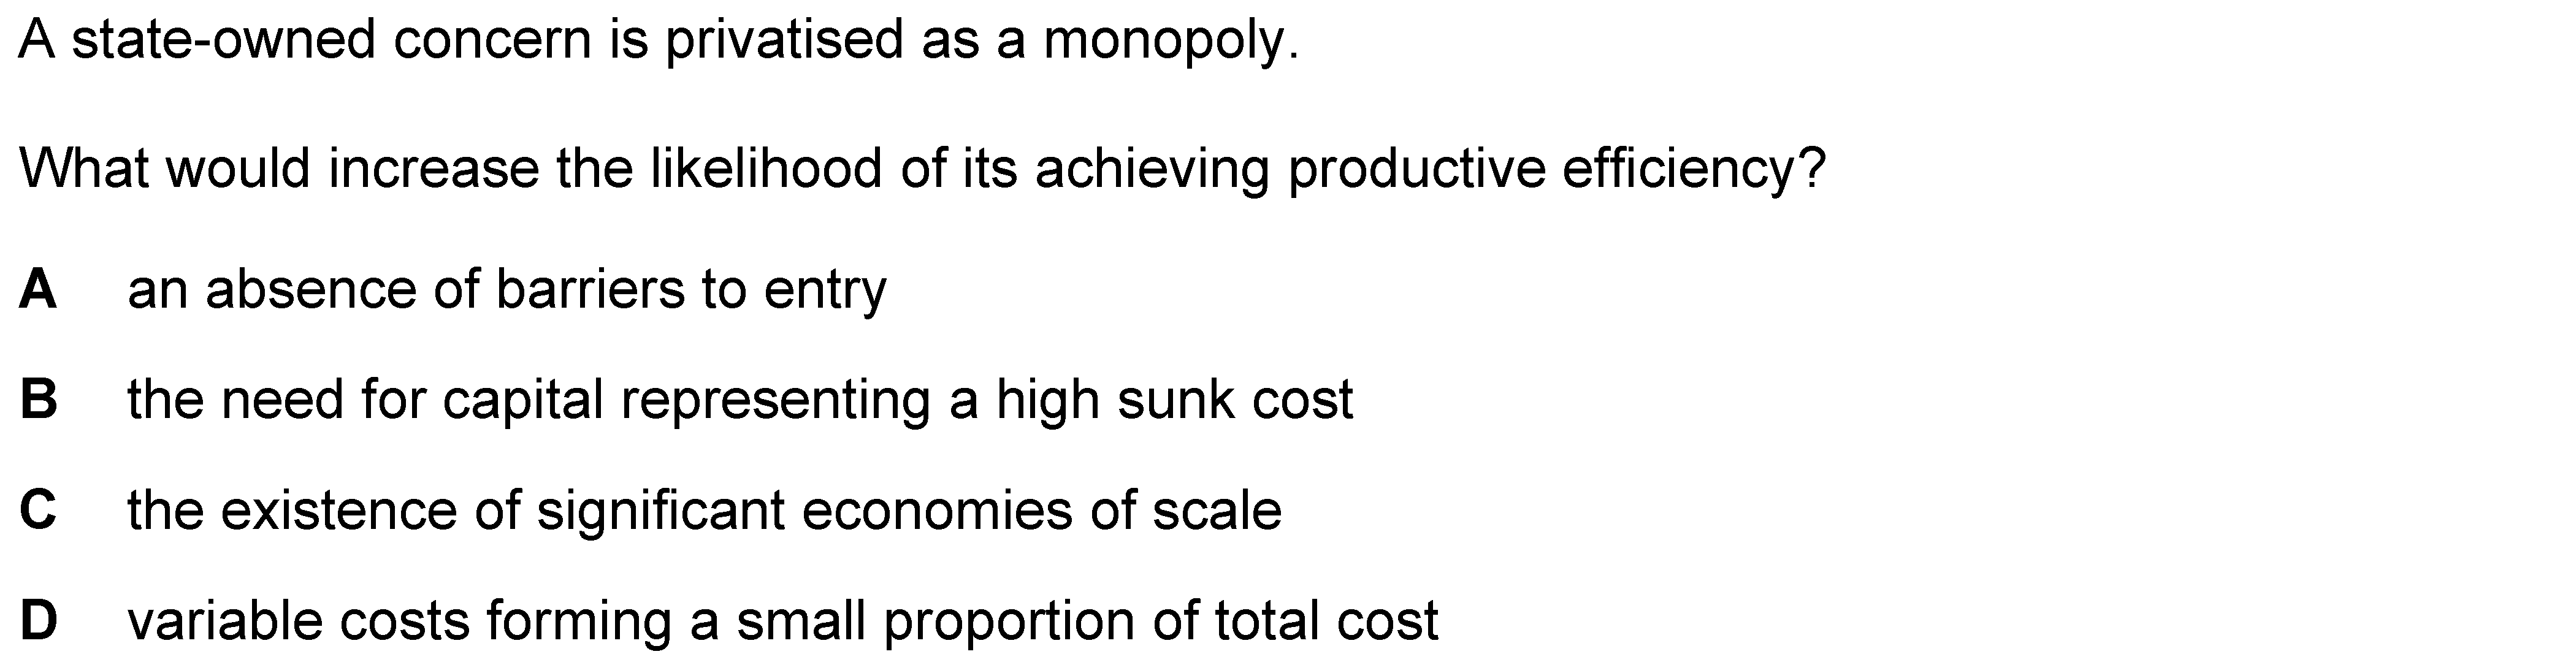 A state-owned concern is privatised as a monopoly.
What would increase the likelihood of its achieving productive efficiency?
A an absence of barriers to entry
B the need for capital representing a high sunk cost
C the existence of significant economies of scale
D variable costs forming a small proportion of total cost